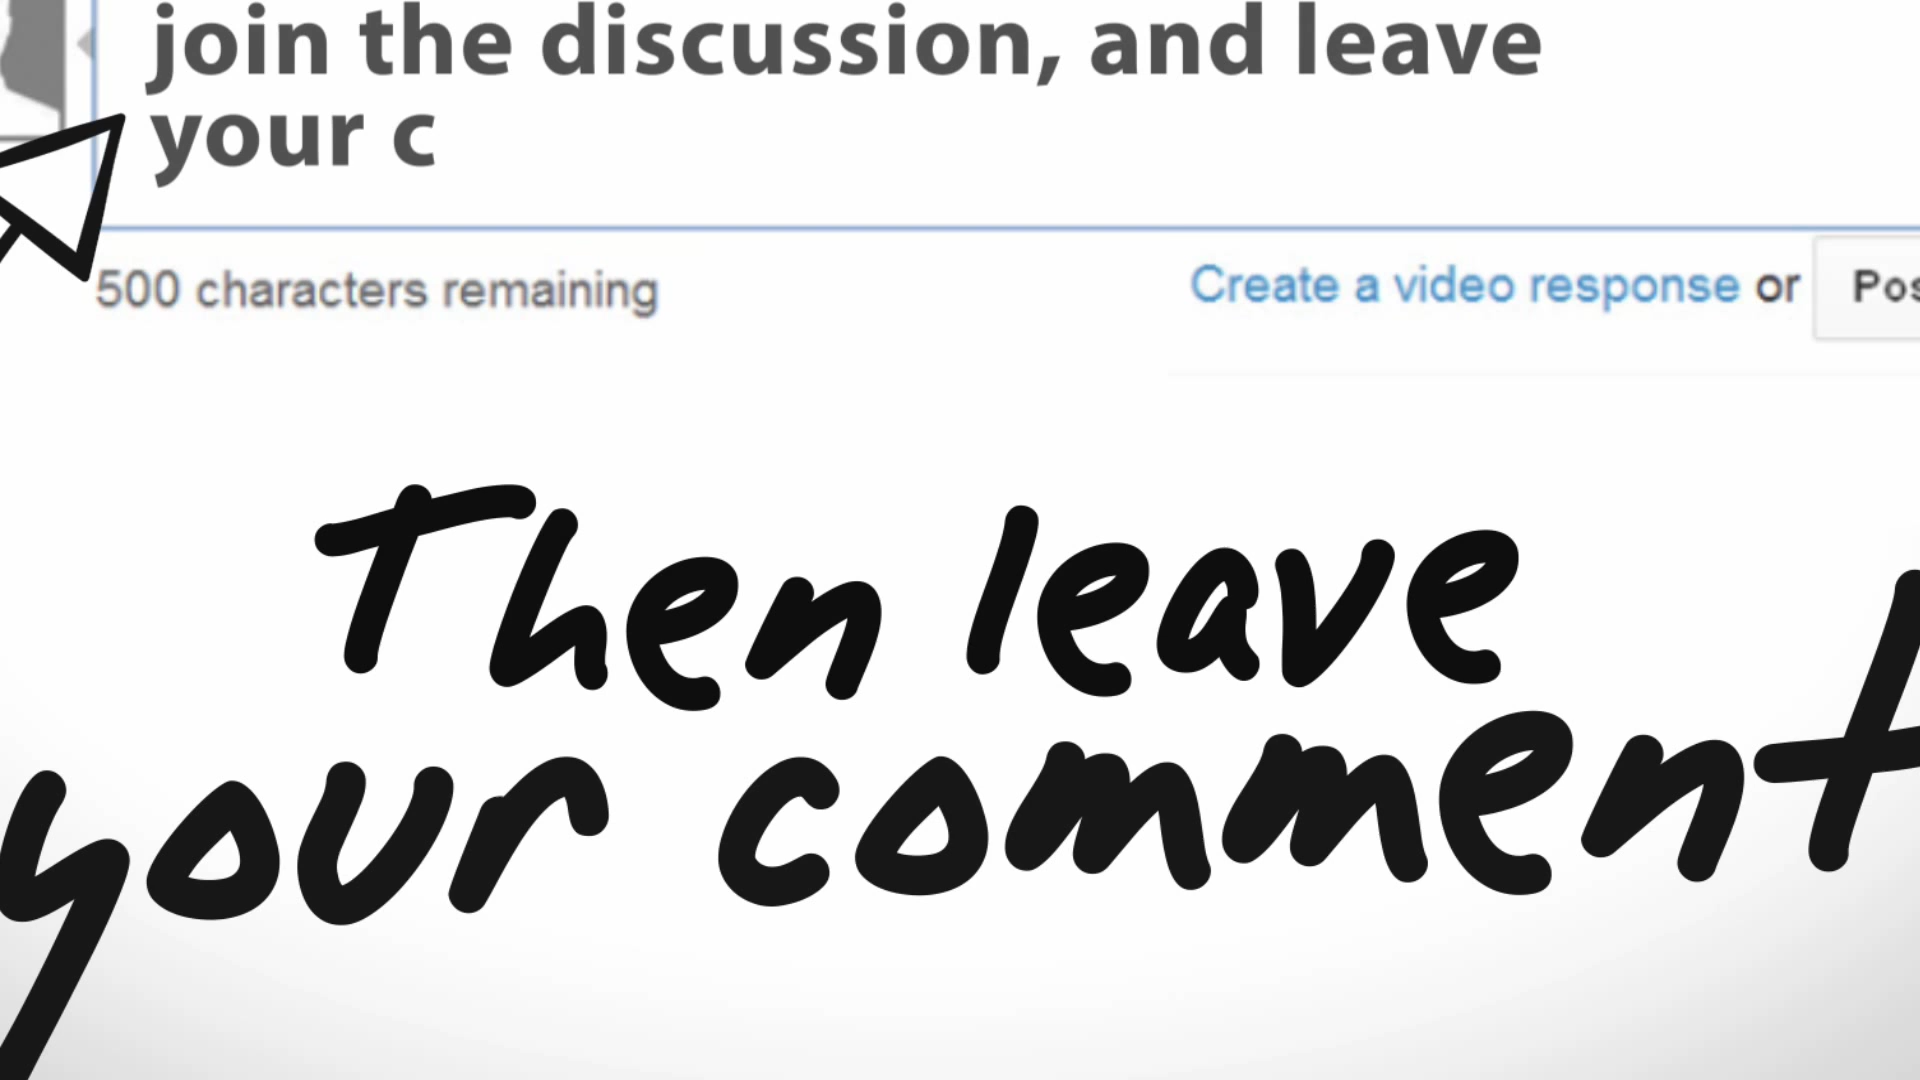 join the discussion, and leave
your c
500 characters remaining
Create a video response or
Then leave
your comment